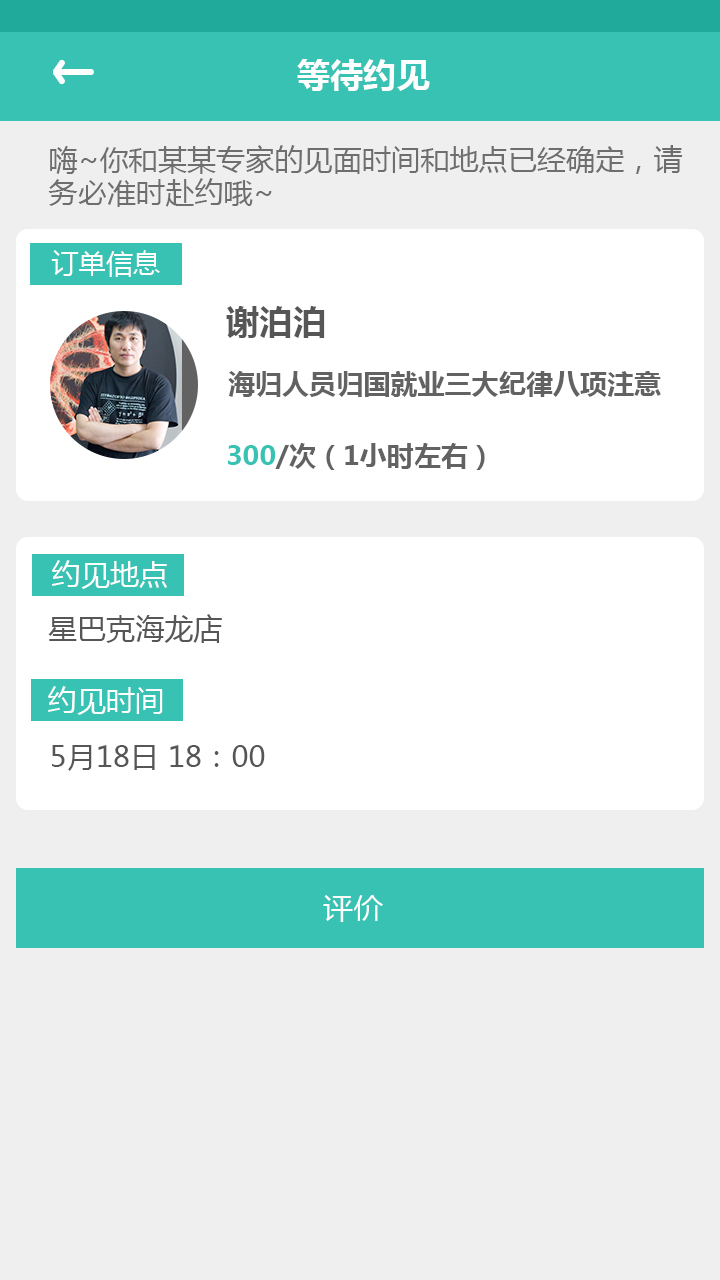 等待约见
嗨~你和某某专家的见面时间和地点已经确定，请
务必准时赴约哦~
订单信息
谢泊泊
海归人员归国就业三大纪律八项注意
300/次（1小时左右）
约见地点
星巴克海龙店
约见时间
5月18日 18：00
评价